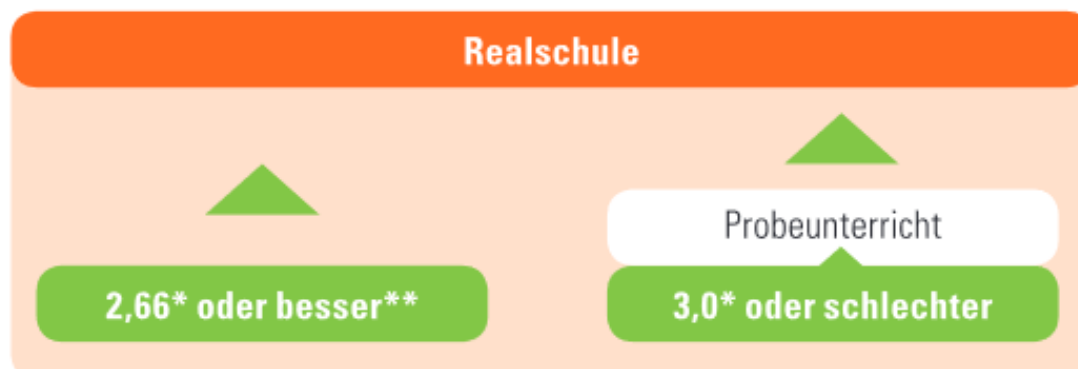 Realschule
Probeunterricht
2,66* oder besser**
3,0* oder schlechter